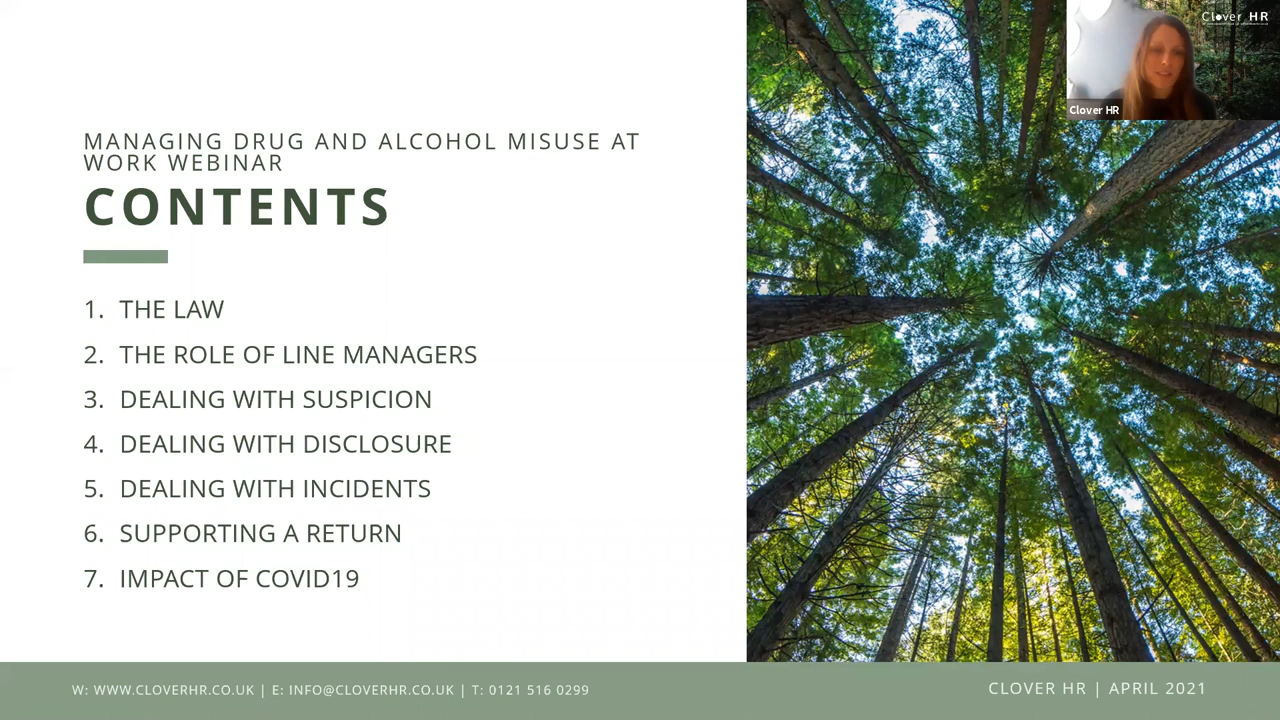 Clover HR
Clover HR
MANAGING DRUG AND ALCOHOL MISUSE AT
WORK WEBINAR
CONTENTS
1. THE LAW
2. THE ROLE OF LINE MANAGERS
3. DEALING WITH SUSPICION
4. DEALING WITH DISCLOSURE
5. DEALING WITH INCIDENTS
6. SUPPORTING A RETURN
7. IMPACT OF COVID19
W: WWW.CLOVERHR.CO.UK | E: INFO@CLOVERHR.CO.UK | T: 0121 516 0299
CLOVER HR | APRIL 2021